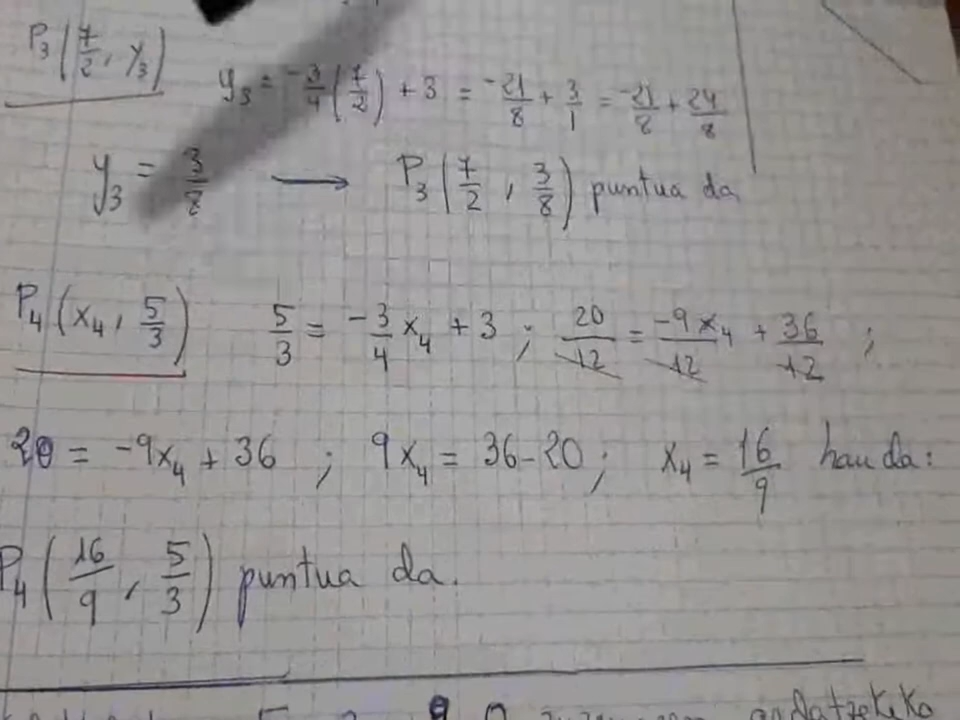 P₃ (7/2, y₃)
y₃ = -3/4 (7/2) + 3 = -21/8 + 3/1 = -21/8 + 24/8
y₃ = 3/8 → P₃ (7/2, 3/8) puntua da
P₄ (x₄, 5/3) 5/3 = -3/4 x₄ + 3 ; 20/12 = -9x₄/12 + 36/12 ;
20 = -9x₄ + 36 ; 9x₄ = 36-20 ; x₄ = 16/9 hau da:
P₄ (16/9, 5/3) puntua da.